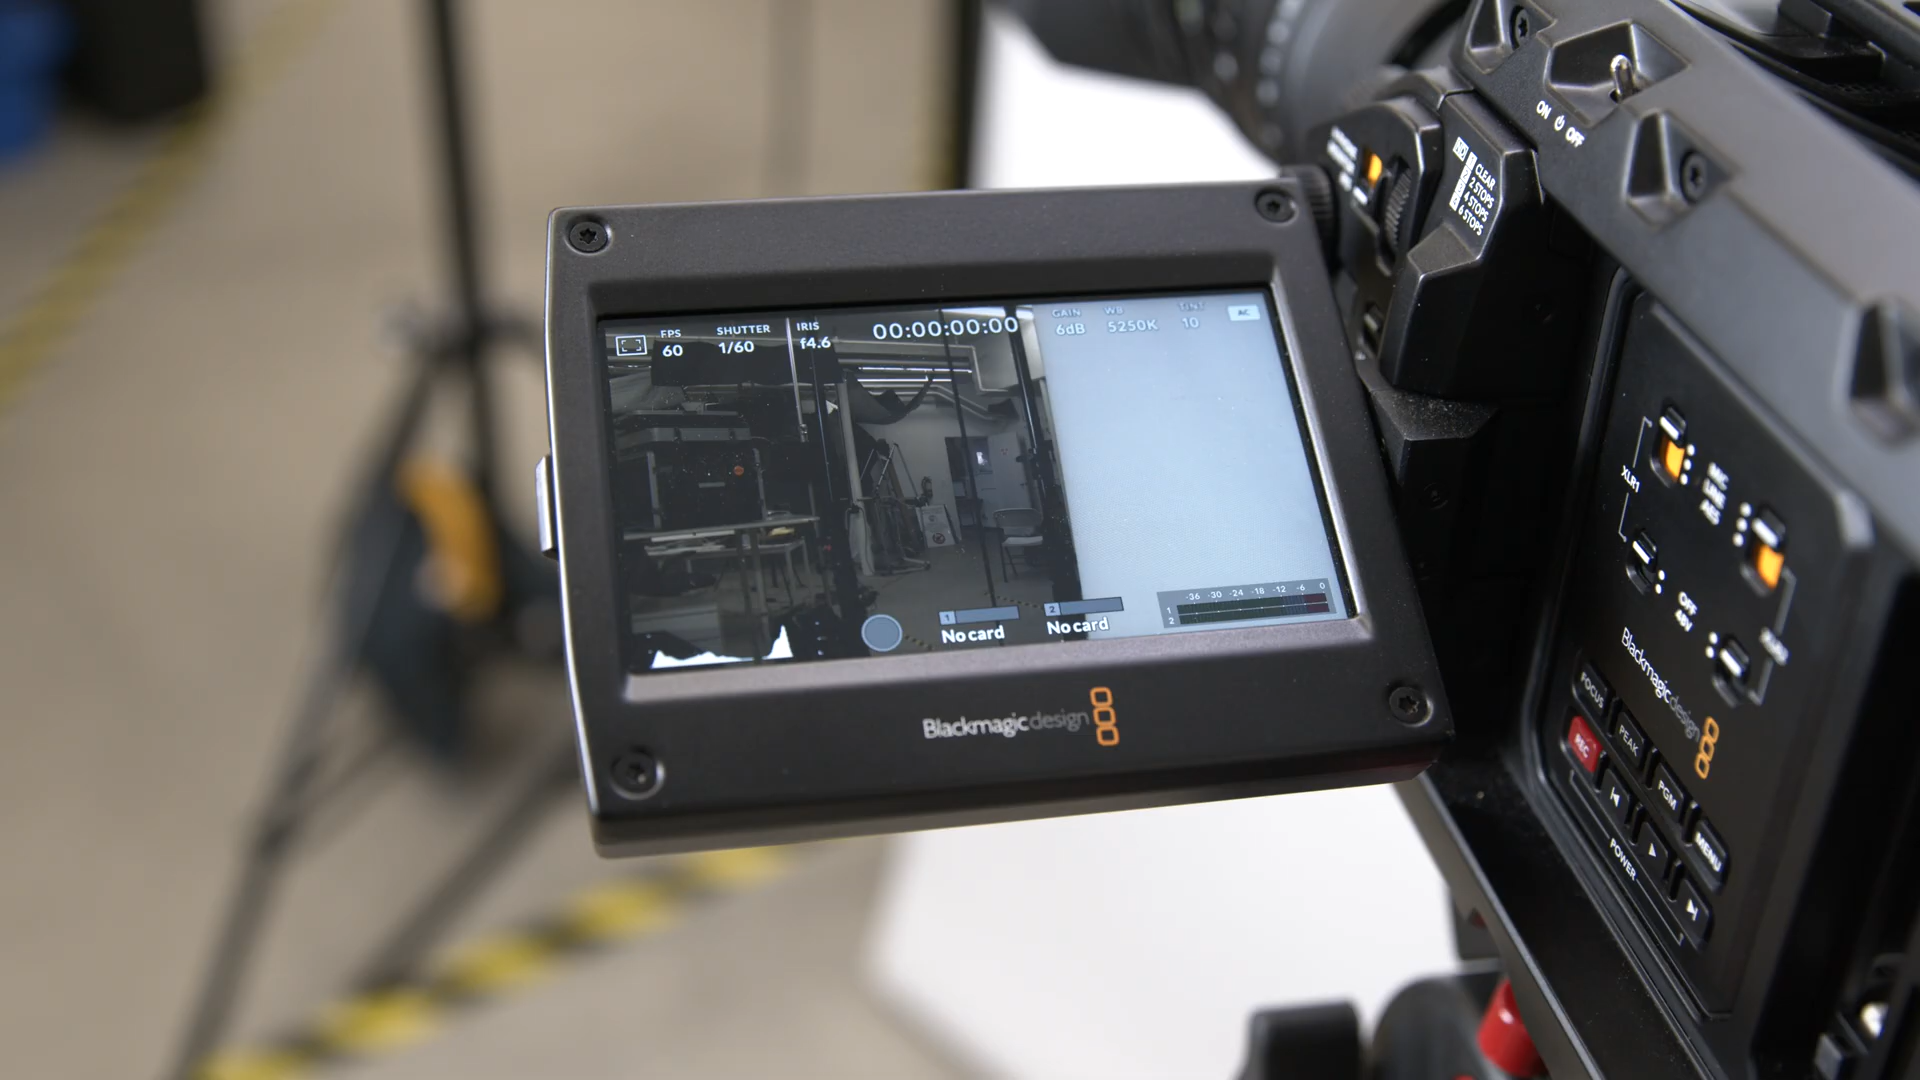 FPS
60
SHUTTER
1/60
IRIS
f4.6
00:00:00:00
GAIN
6dB
WB
5250K
TINT
10
AC
1
No card
2
No card
-36 -30 -24 -18 -12 -6 0
1
2
Blackmagicdesign
ON OFF
CLEAR
2 STOPS
4 STOPS
6 STOPS
XLR1
MIC
LINE
AES
OFF
48V
Blackmagicdesign
FOCUS
REC
PEAK
PGM
MENU
POWER